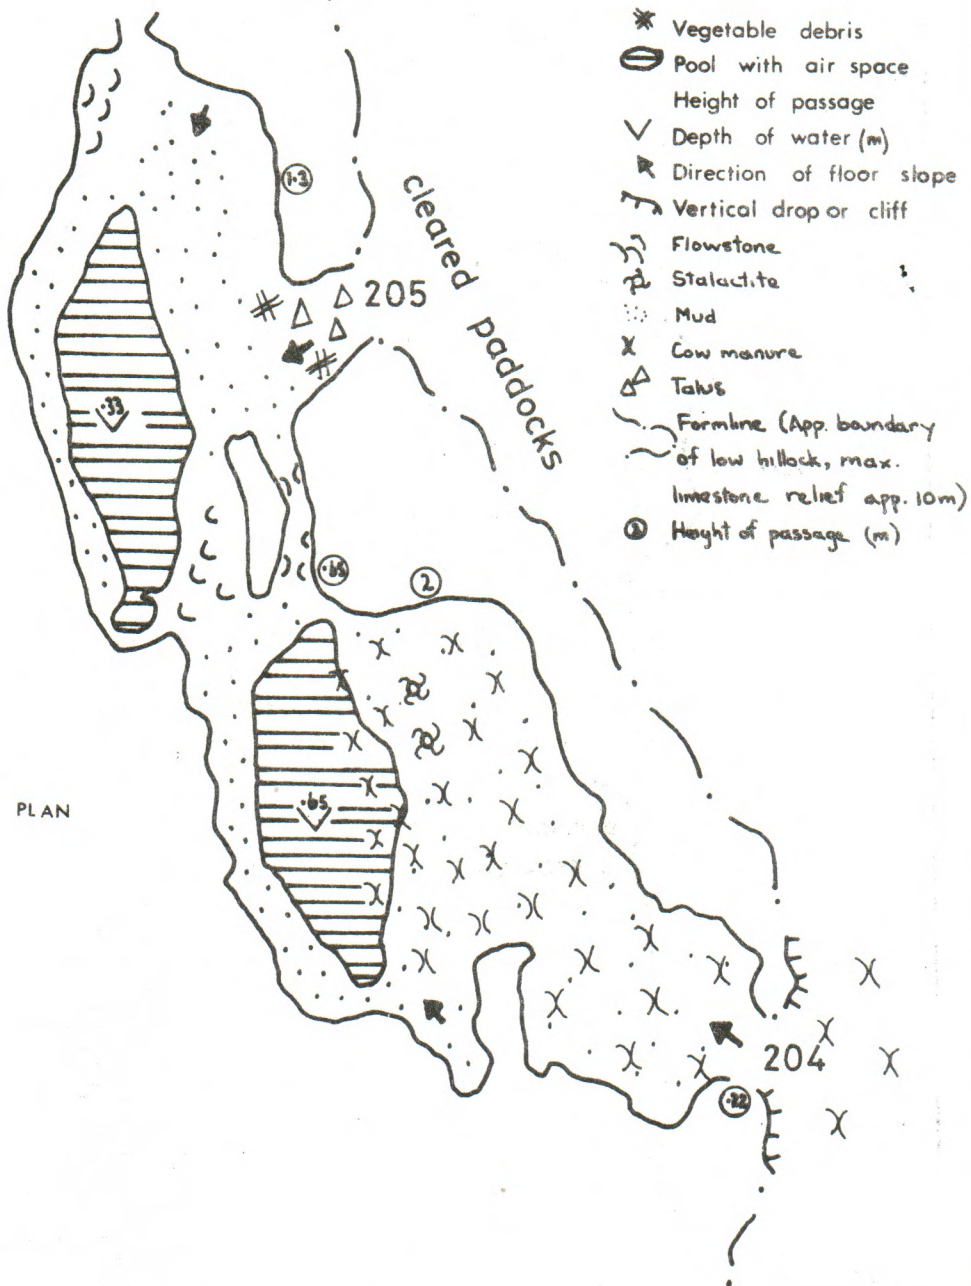 Vegetable debris
Pool with air space
Height of passage
Depth of water (m)
Direction of floor slope
Vertical drop or cliff
Flowstone
Stalactite
Mud
Cow manure
Talus
Formline (App. boundary
of low hillock, max.
limestone relief app. 10m)
2 Height of passage (m)
1.3
cleared paddocks
205
.33
.65
2
.65
PLAN
204
.22